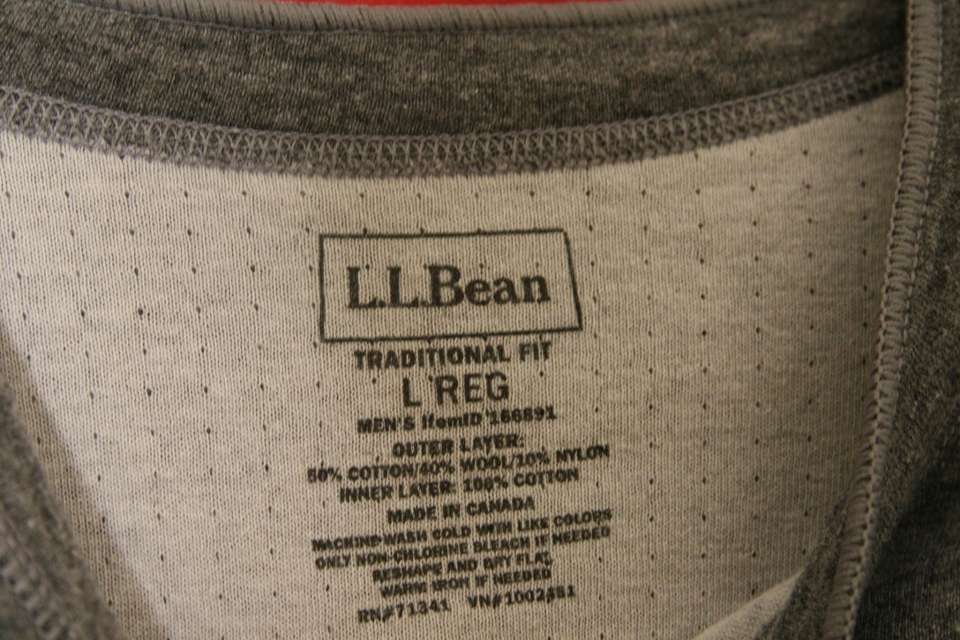 L.L.Bean
TRADITIONAL FIT
L REG
MEN'S ItemID 166891
OUTER LAYER:
50% COTTON/40% WOOL/10% NYLON
INNER LAYER: 100% COTTON
MADE IN CANADA
MACHINE WASH COLD WITH LIKE COLORS
ONLY NON-CHLORINE BLEACH IF NEEDED
RESHAPE AND DRY FLAT
WARM IRON IF NEEDED
RN#71341